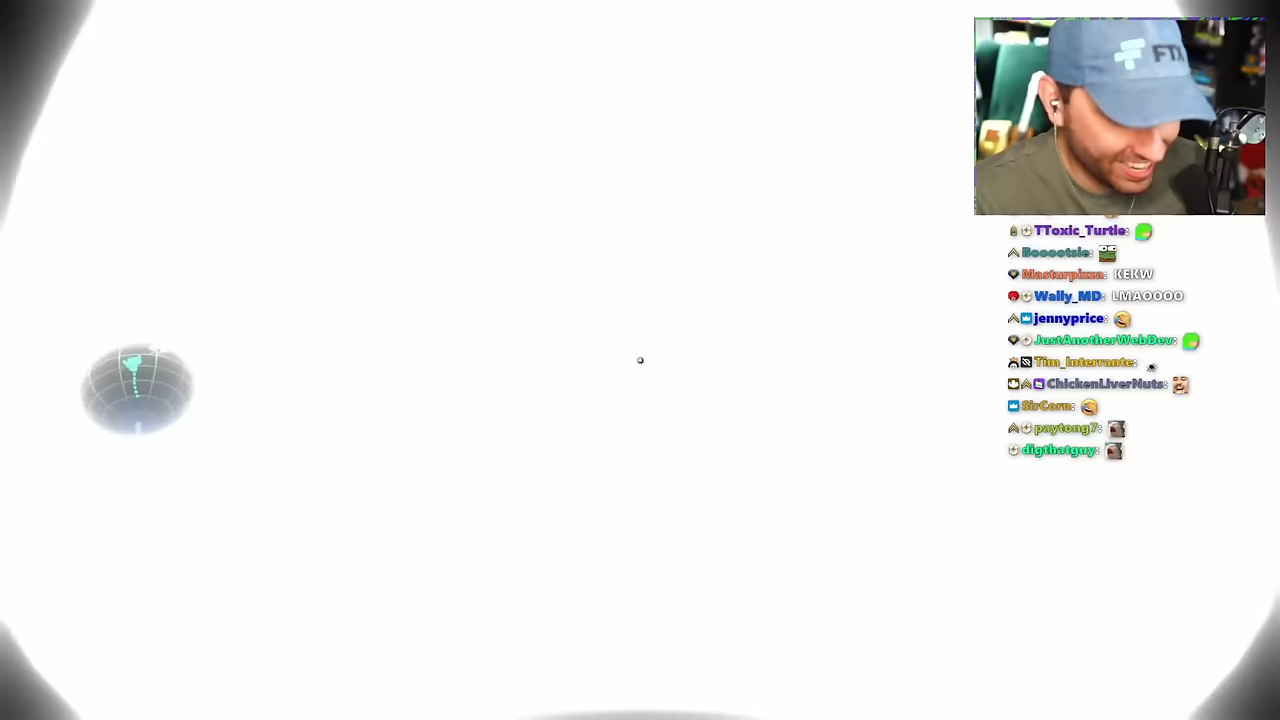 FTX
TToxic_Turtle:
Booootsie:
Masturpizza: KEKW
Wally_MD: LMAOOOO
jennyprice:
JustAnotherWebDev:
Tim_Interrante:
ChickenLiverNuts:
SirCorn:
paytong7:
digthatguy: